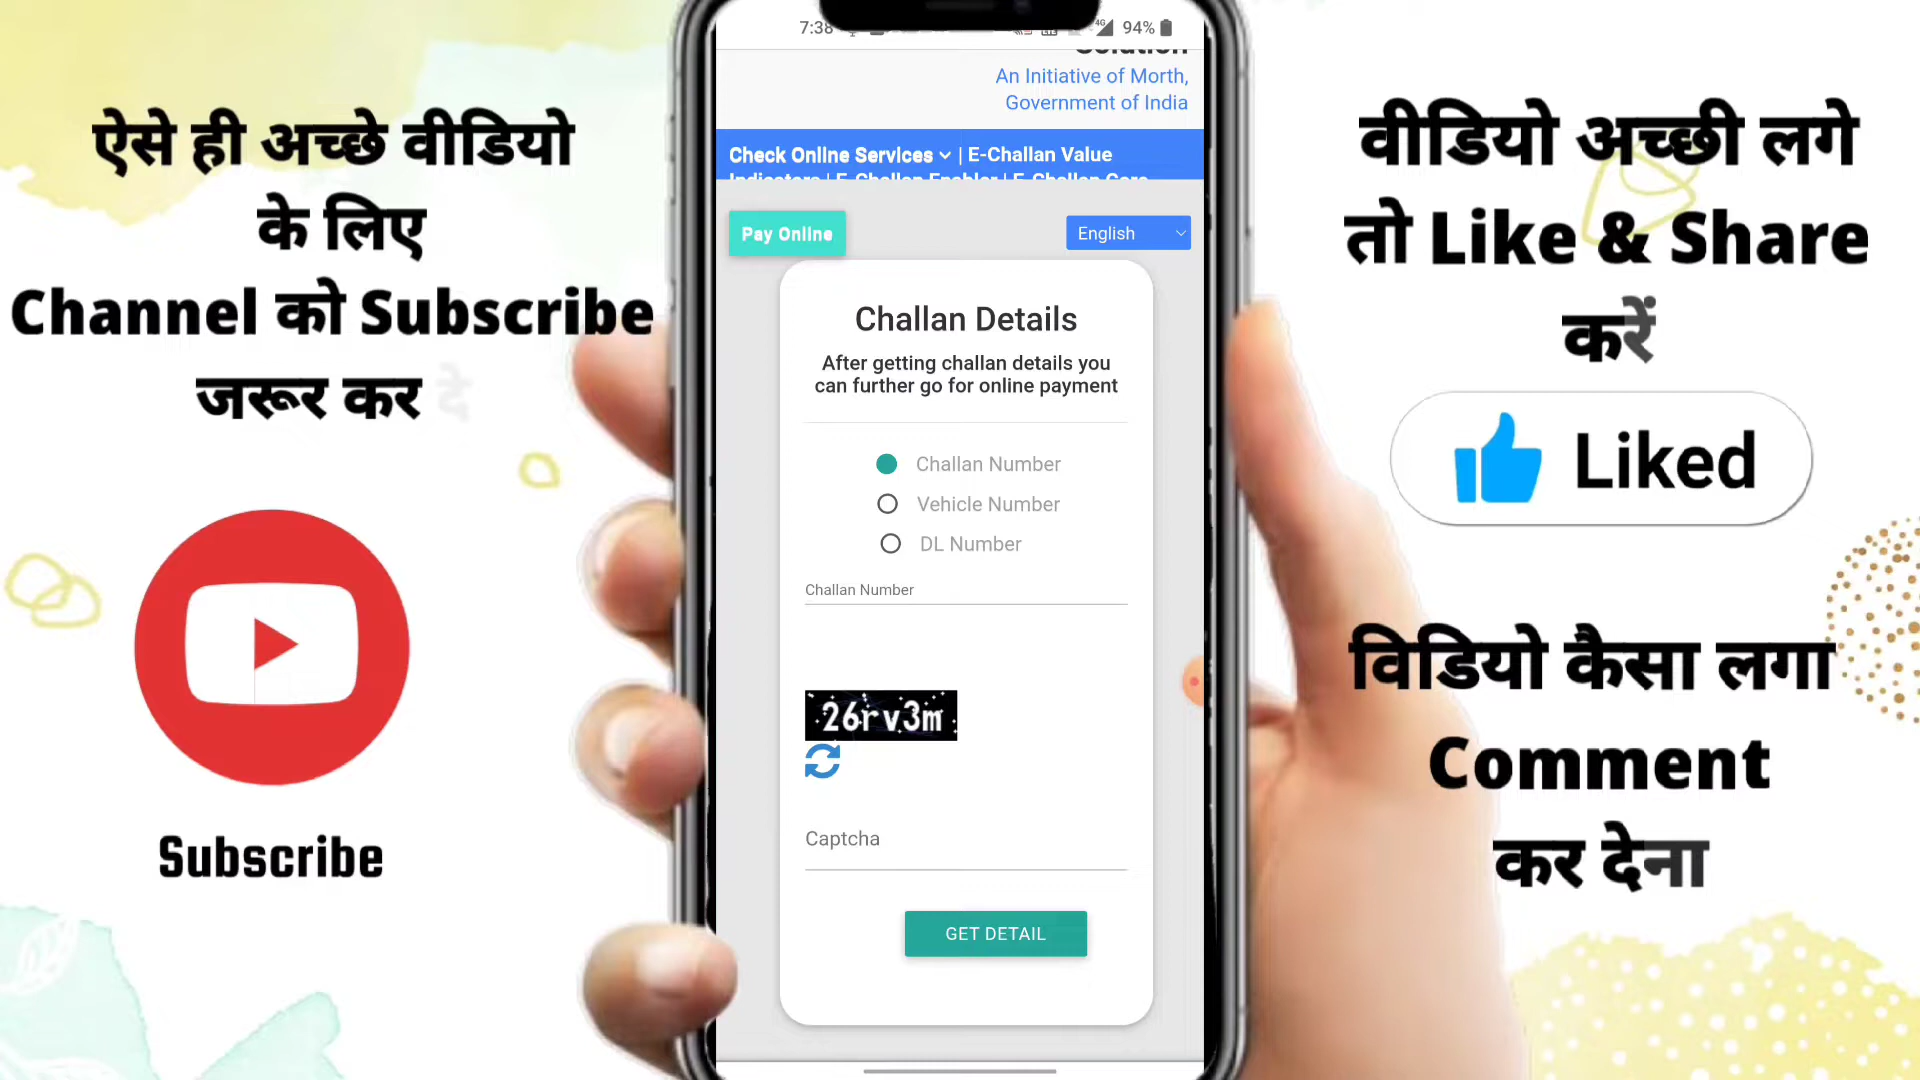 ऐसे ही अच्छे वीडियो
के लिए
Channel को Subscribe
जरूर कर दे
Subscribe
7:38
4G
94%
Solution
An Initiative of Morth,
Government of India
Check Online Services | E-Challan Value
Indicators | E-Challan Enabler | E-Challan Core
Pay Online
English
Challan Details
After getting challan details you
can further go for online payment
Challan Number
Vehicle Number
DL Number
Challan Number
26rv3m
Captcha
GET DETAIL
वीडियो अच्छी लगे
तो Like & Share
करें
Liked
विडियो कैसा लगा
Comment
कर देना